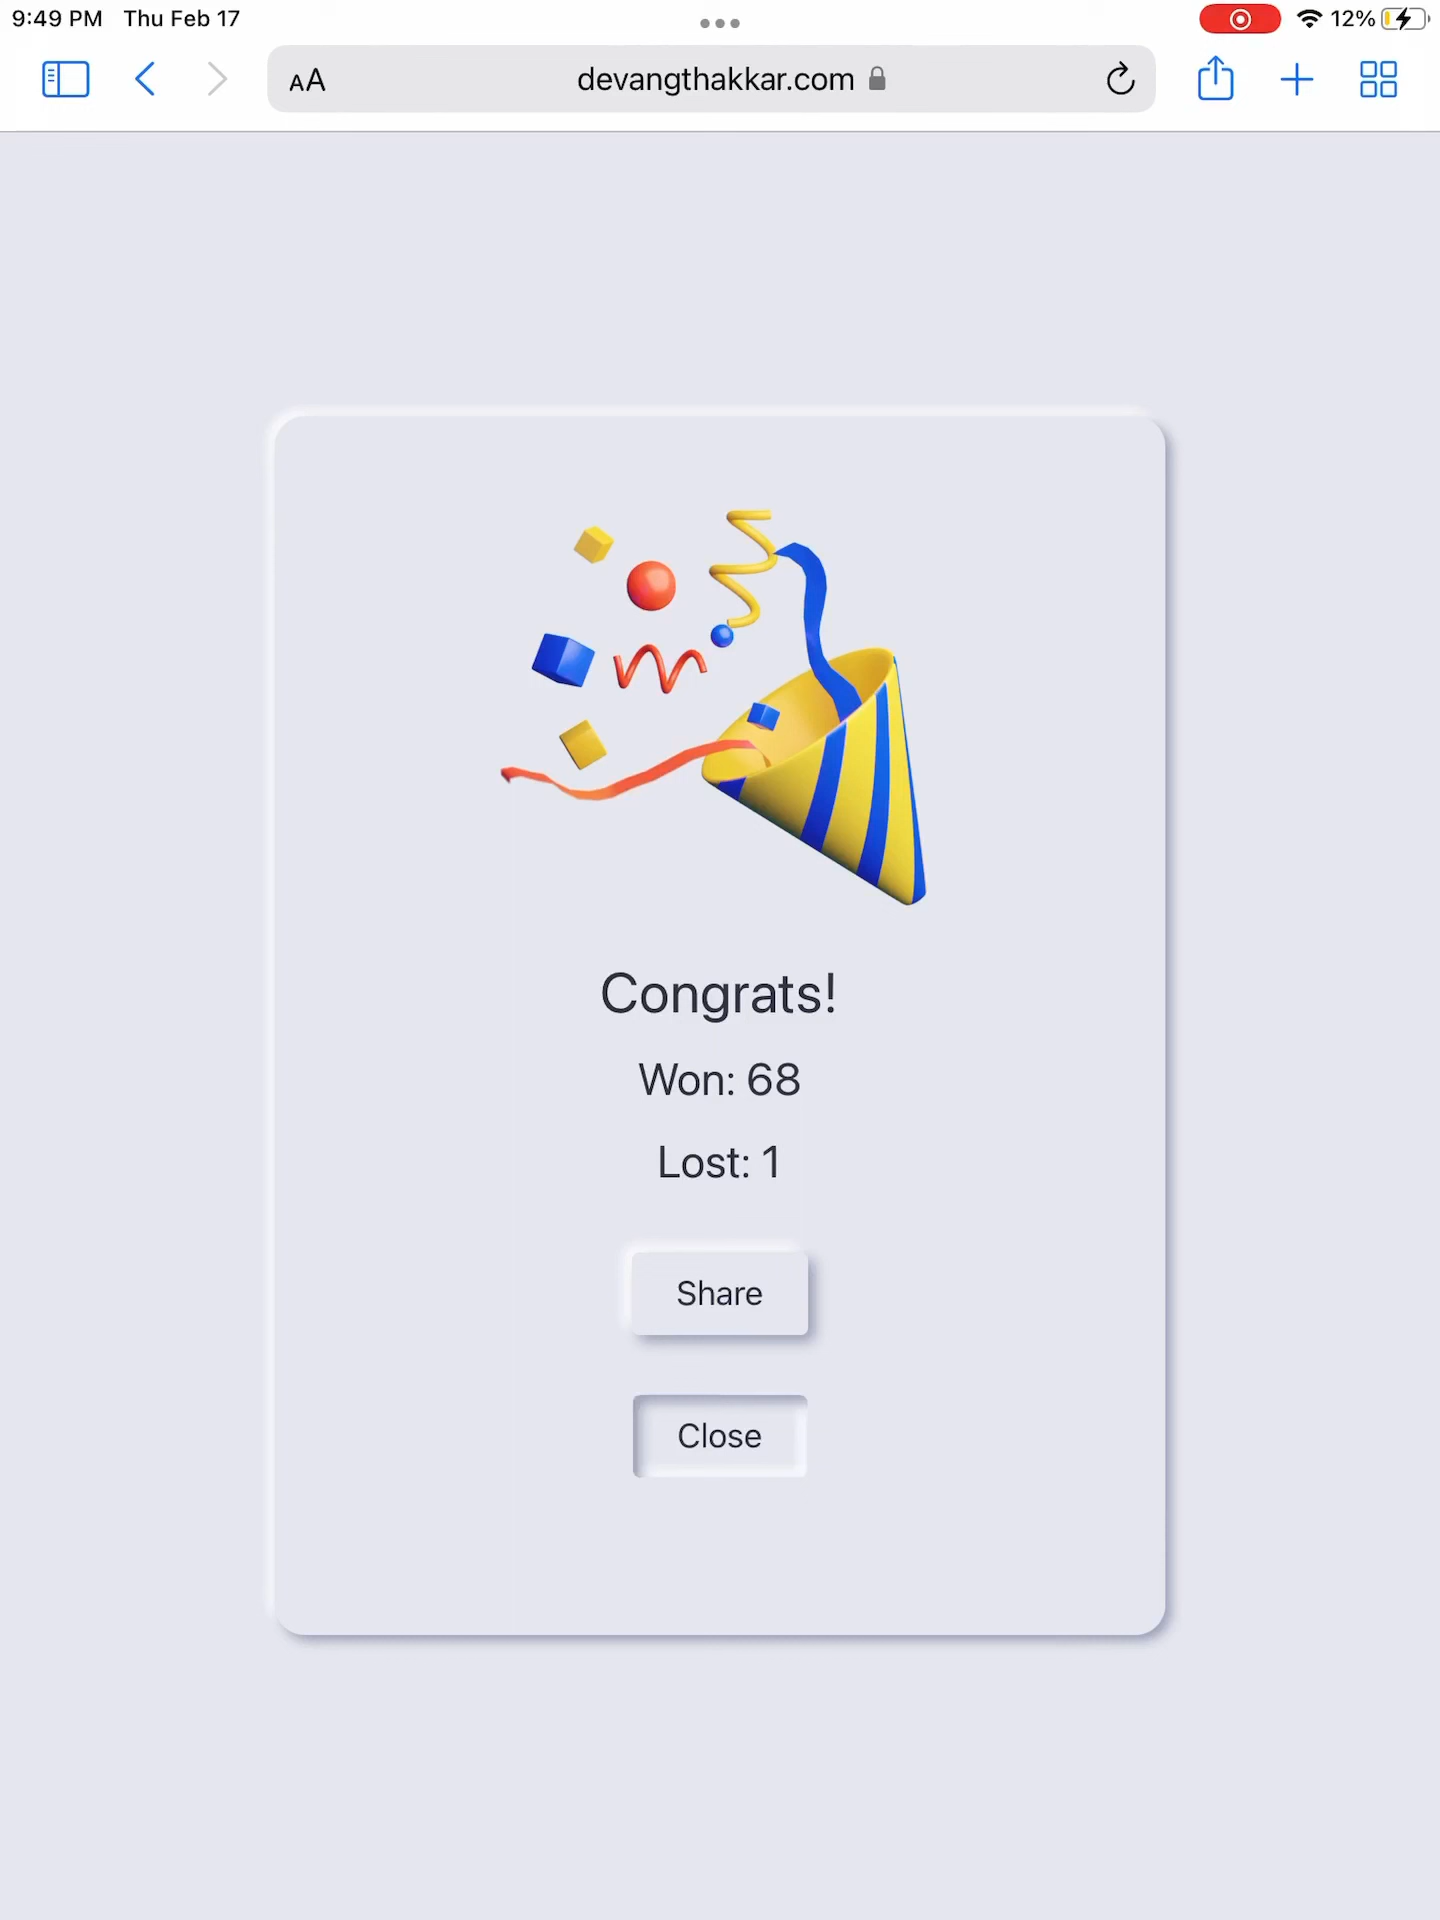 9:49 PM Thu Feb 17
12%
AA devangthakkar.com
Congrats!
Won: 68
Lost: 1
Share
Close